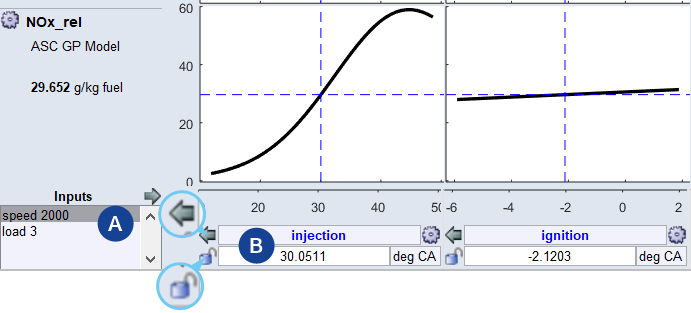 NOx_rel
ASC GP Model
29.652 g/kg fuel
60
40
20
0
20 30 40 50
-6 -4 -2 0 2
Inputs
speed 2000
load 3
A
B
injection
30.0511 deg CA
ignition
-2.1203 deg CA